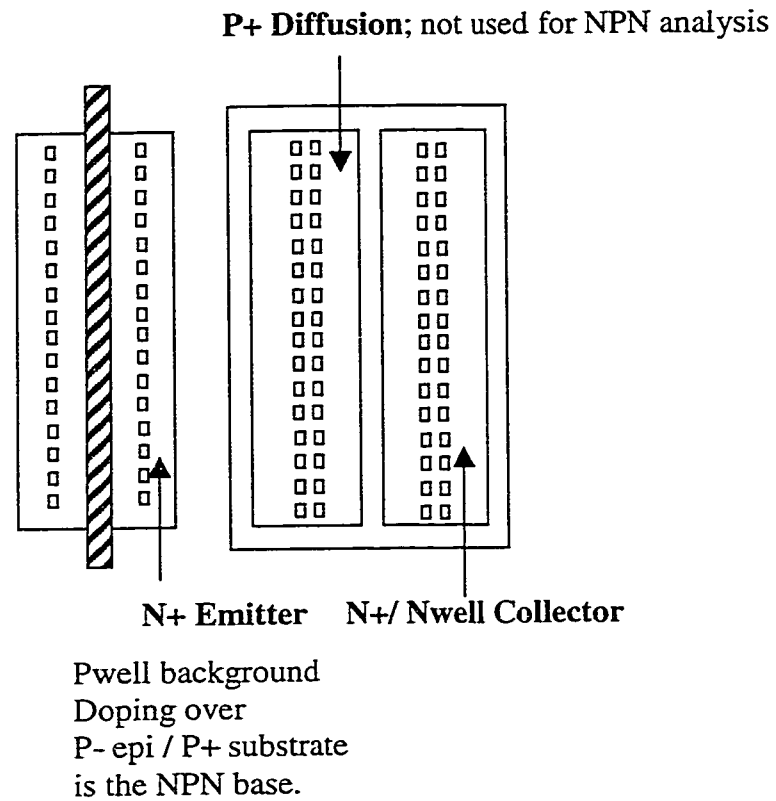 P+ Diffusion; not used for NPN analysis
N+ Emitter
N+/ Nwell Collector
Pwell background
Doping over
P- epi / P+ substrate
is the NPN base.